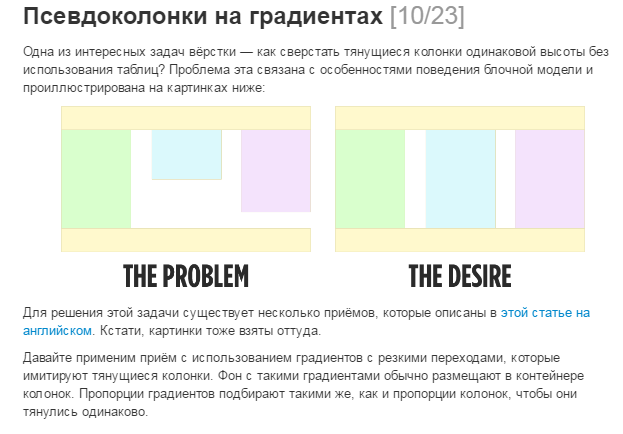 Псевдоколонки на градиентах [10/23]
Одна из интересных задач вёрстки — как сверстать тянущиеся колонки одинаковой высоты без
использования таблиц? Проблема эта связана с особенностями поведения блочной модели и
проиллюстрирована на картинках ниже:
THE PROBLEM
THE DESIRE
Для решения этой задачи существует несколько приёмов, которые описаны в этой статье на
английском. Кстати, картинки тоже взяты оттуда.
Давайте применим приём с использованием градиентов с резкими переходами, которые
имитируют тянущиеся колонки. Фон с такими градиентами обычно размещают в контейнере
колонок. Пропорции градиентов подбирают такими же, как и пропорции колонок, чтобы они
тянулись одинаково.